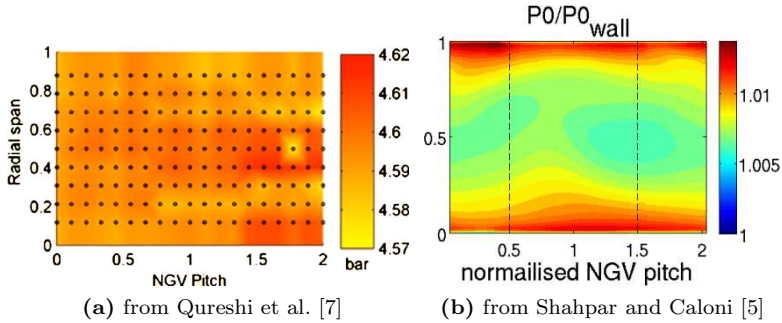 P0/P0wall
1
0.8
0.6
0.4
0.2
0
Radial span
0 0.5 1 1.5 2
NGV Pitch
4.62
4.61
4.6
4.59
4.58
4.57
bar
1
0.5
0
0.5 1 1.5 2
normailised NGV pitch
1.01
1.005
1
(a) from Qureshi et al. [7]
(b) from Shahpar and Caloni [5]